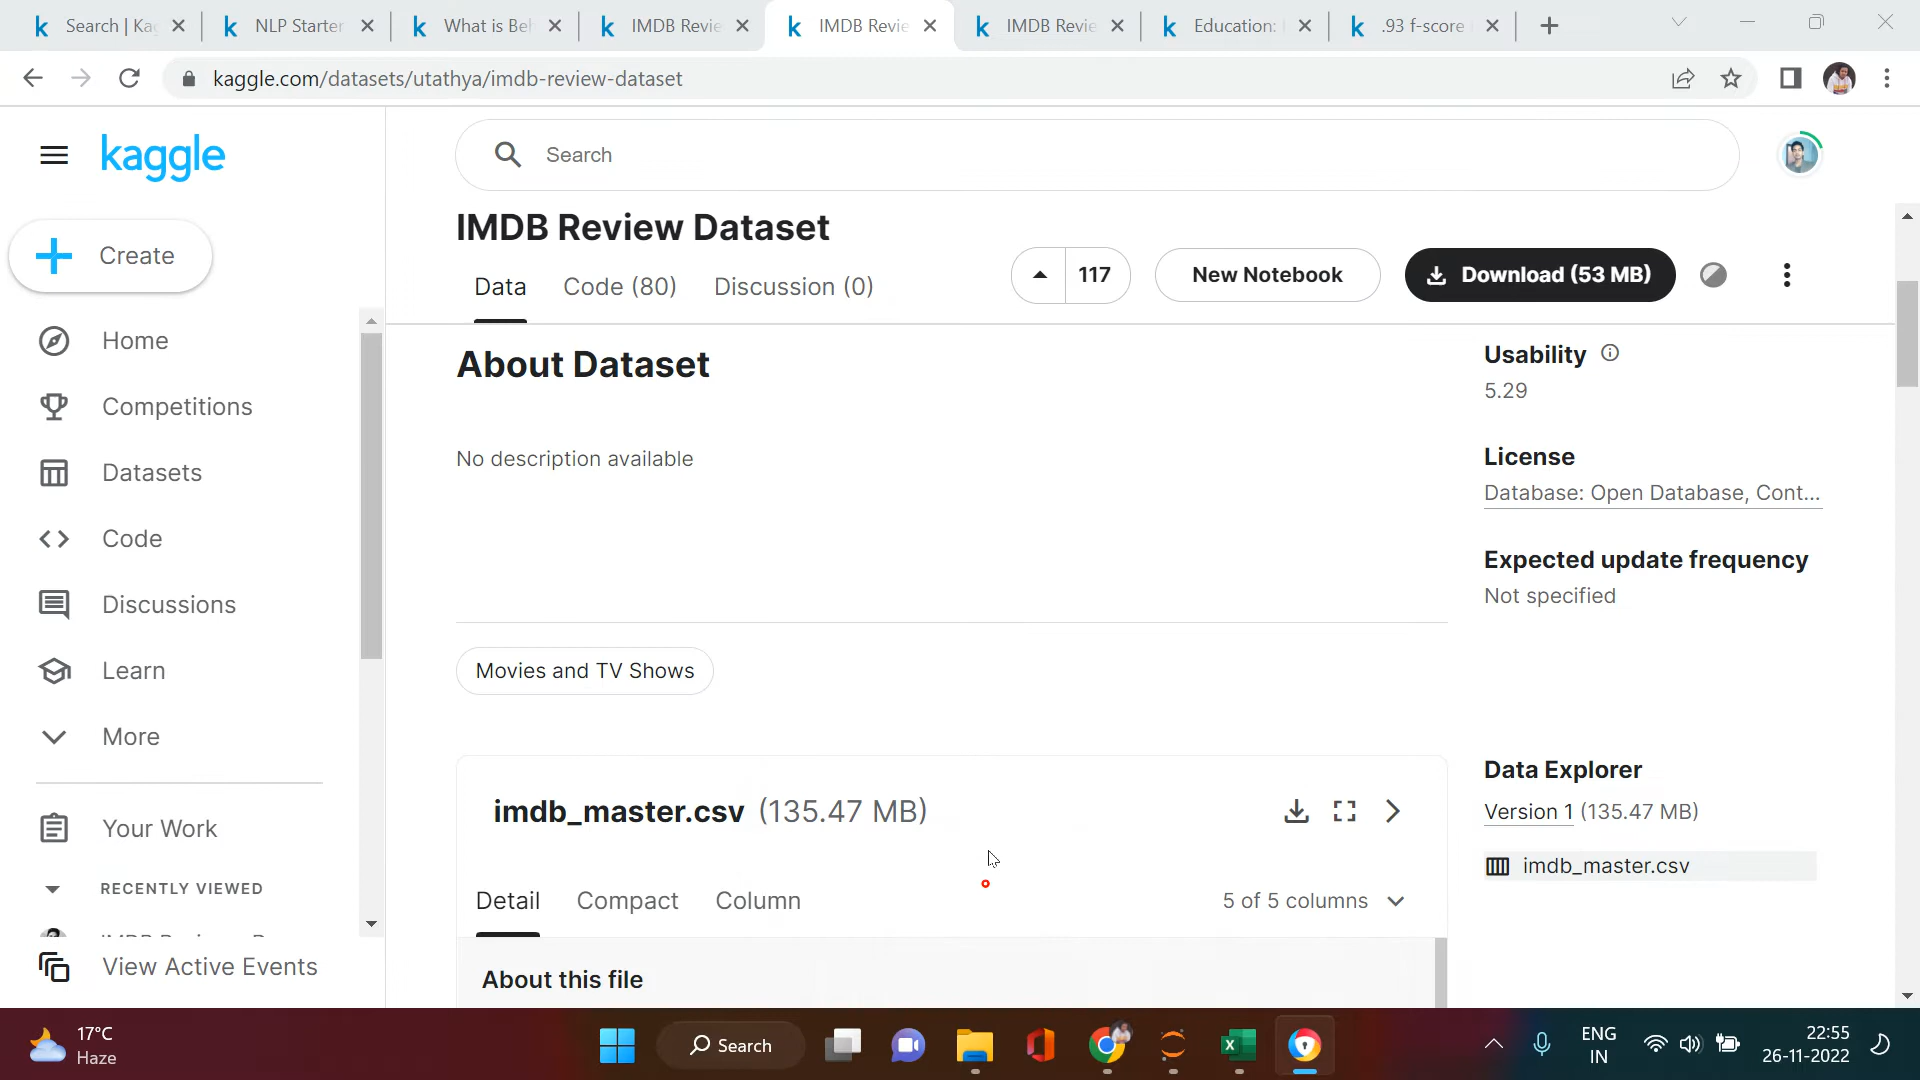 Search | Ka
NLP Starter
What is Beh
IMDB Revie
IMDB Revie
IMDB Revie
Education:
.93 f-score
kaggle.com/datasets/utathya/imdb-review-dataset
kaggle
Search
Create
IMDB Review Dataset
Data
Code (80)
Discussion (0)
117
New Notebook
Download (53 MB)
Home
Competitions
Datasets
Code
Discussions
Learn
More
Your Work
RECENTLY VIEWED
View Active Events
About Dataset
No description available
Movies and TV Shows
imdb_master.csv (135.47 MB)
Detail
Compact
Column
5 of 5 columns
About this file
Usability
5.29
License
Database: Open Database, Cont...
Expected update frequency
Not specified
Data Explorer
Version 1 (135.47 MB)
imdb_master.csv
17°C
Haze
Search
ENG
IN
22:55
26-11-2022